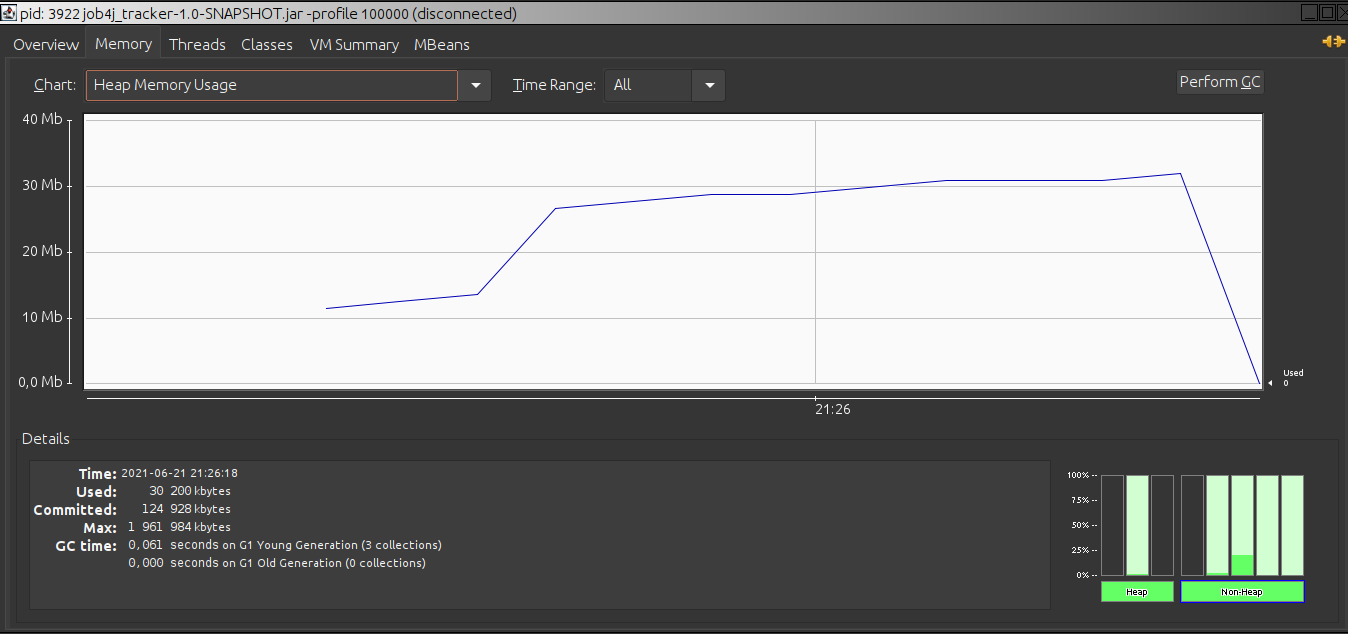 pid: 3922 job4j_tracker-1.0-SNAPSHOT.jar -profile 100000 (disconnected)
Overview Memory Threads Classes VM Summary MBeans
Chart: Heap Memory Usage Time Range: All Perform GC
40 Mb
30 Mb
20 Mb
10 Mb
0,0 Mb
Used
0
21:26
Details
Time: 2021-06-21 21:26:18
Used: 30 200 kbytes
Committed: 124 928 kbytes
Max: 1 961 984 kbytes
GC time: 0,061 seconds on G1 Young Generation (3 collections)
0,000 seconds on G1 Old Generation (0 collections)
100% --
75% --
50% --
25% --
0% --
Heap Non-Heap